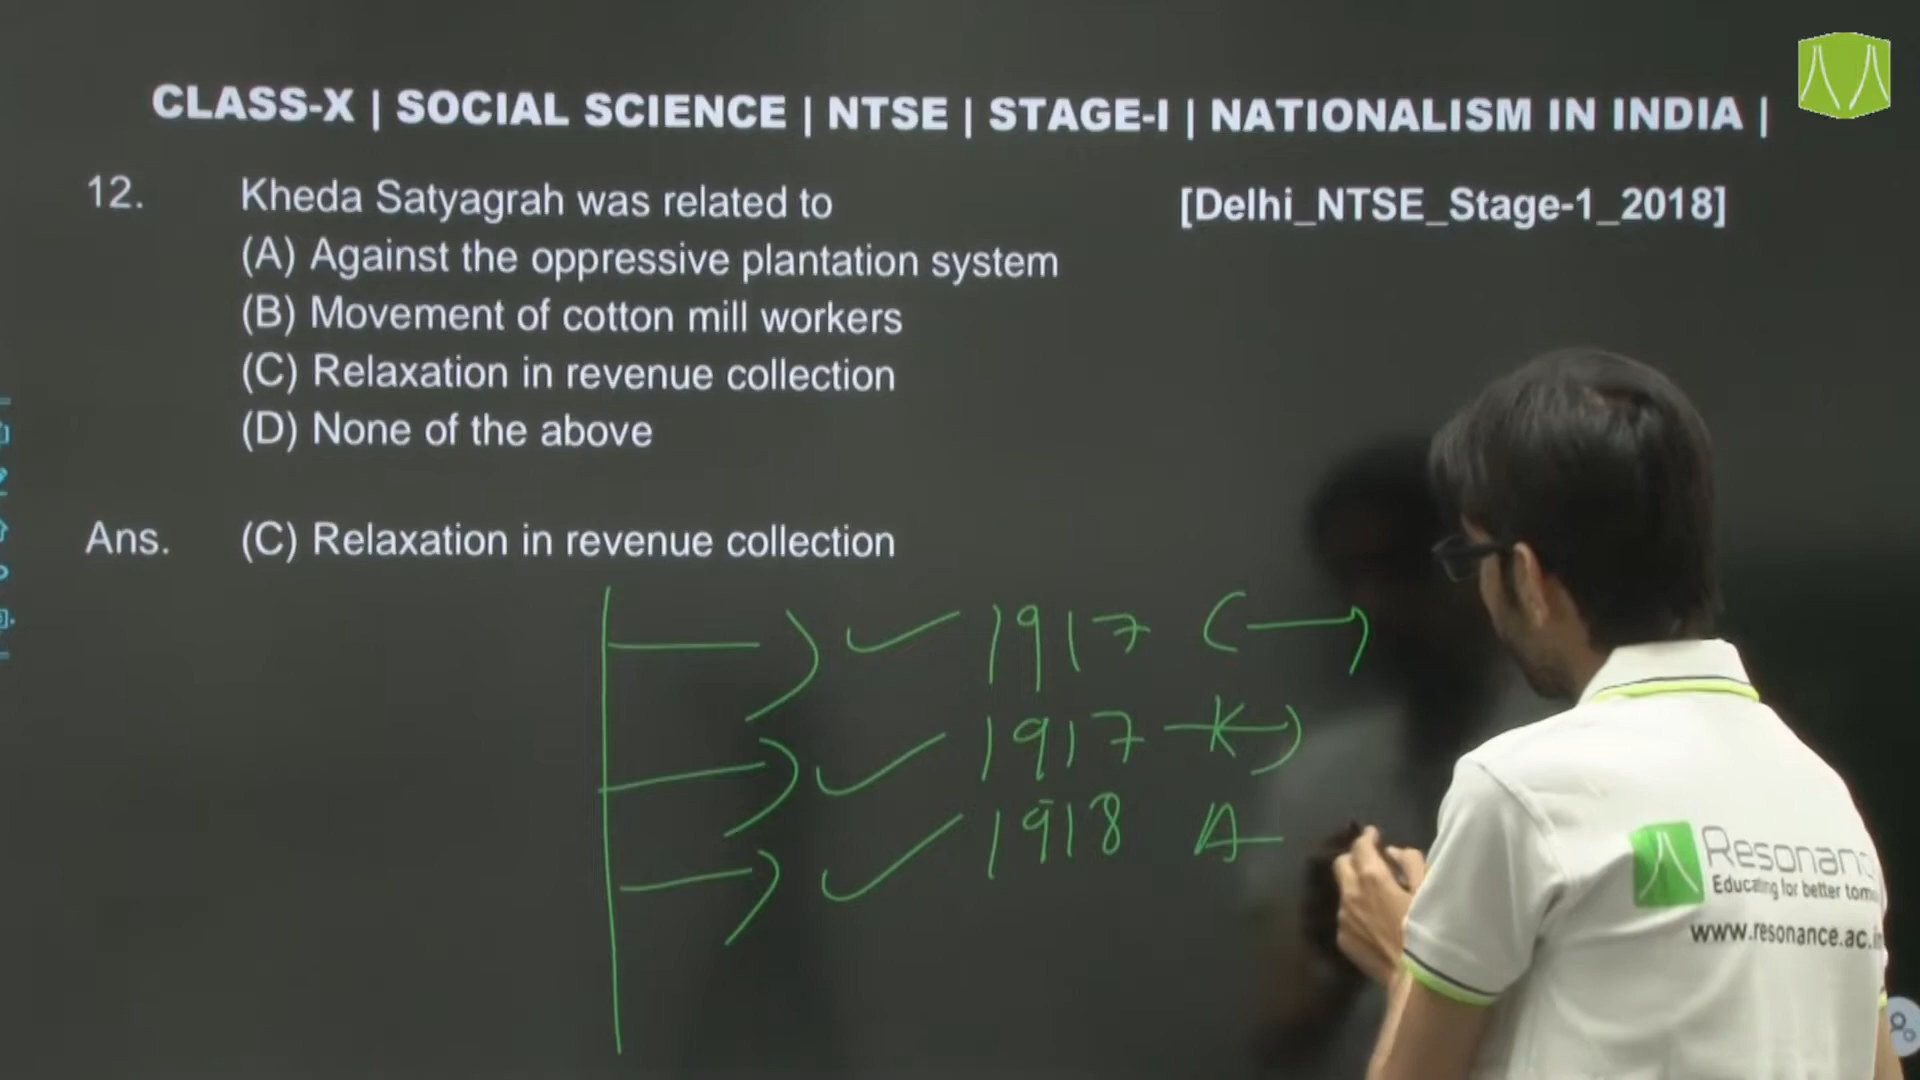 CLASS-X | SOCIAL SCIENCE | NTSE | STAGE-I | NATIONALISM IN INDIA |
12. Kheda Satyagrah was related to [Delhi_NTSE_Stage-1_2018]
(A) Against the oppressive plantation system
(B) Movement of cotton mill workers
(C) Relaxation in revenue collection
(D) None of the above
Ans. (C) Relaxation in revenue collection
1917 C
1917 K
1918 A
Resonanc
Educating for better tom
www.resonance.ac.i